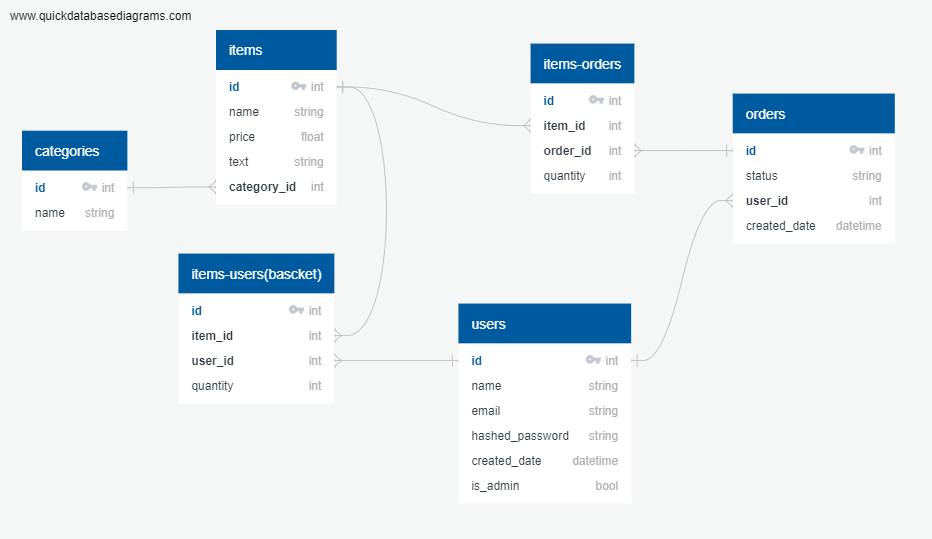 www.quickdatabasediagrams.com
items
id int
name string
price float
text string
category_id int
items-orders
id int
item_id int
order_id int
quantity int
orders
id int
status string
user_id int
created_date datetime
categories
id int
name string
items-users(bascket)
id int
item_id int
user_id int
quantity int
users
id int
name string
email string
hashed_password string
created_date datetime
is_admin bool